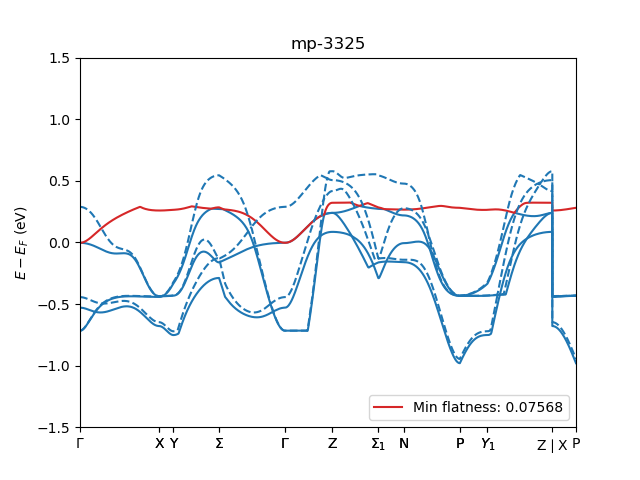 mp-3325
1.5
1.0
0.5
0.0
−0.5
−1.0
−1.5
E − E_F (eV)
Min flatness: 0.07568
Γ X Y Σ Γ Z Σ₁ N P Y₁ Z | X P